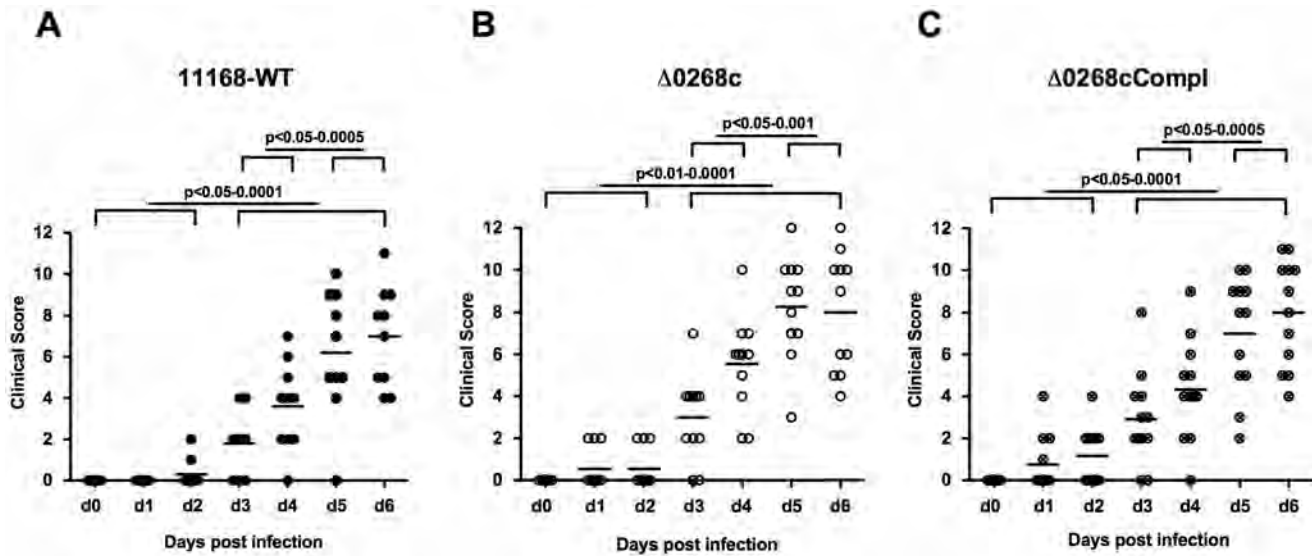 A
11168-WT
p<0.05-0.0005
p<0.05-0.0001
Clinical Score
12
10
8
6
4
2
0
d0 d1 d2 d3 d4 d5 d6
Days post infection
B
Δ0268c
p<0.05-0.001
p<0.01-0.0001
Clinical Score
12
10
8
6
4
2
0
d0 d1 d2 d3 d4 d5 d6
Days post infection
C
Δ0268cCompl
p<0.05-0.0005
p<0.05-0.0001
Clinical Score
12
10
8
6
4
2
0
d0 d1 d2 d3 d4 d5 d6
Days post infection